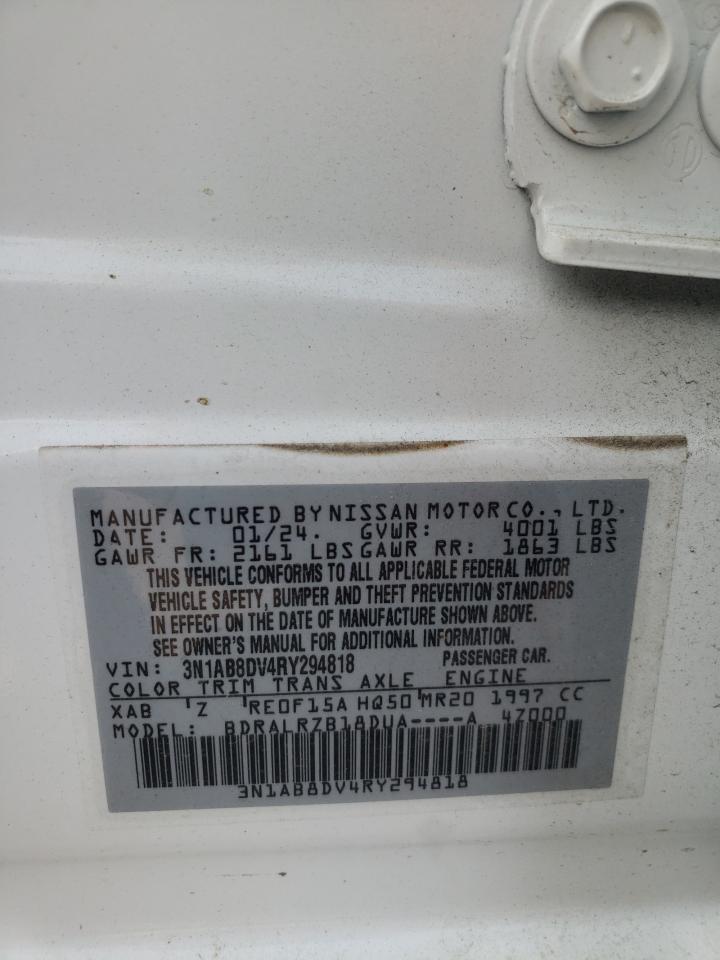 MANUFACTURED BY NISSAN MOTOR CO., LTD.
DATE: 01/24. GVWR: 4001 LBS
GAWR FR: 2161 LBS GAWR RR: 1863 LBS
THIS VEHICLE CONFORMS TO ALL APPLICABLE FEDERAL MOTOR
VEHICLE SAFETY, BUMPER AND THEFT PREVENTION STANDARDS
IN EFFECT ON THE DATE OF MANUFACTURE SHOWN ABOVE.
SEE OWNER'S MANUAL FOR ADDITIONAL INFORMATION.
VIN: 3N1AB8DV4RY294818 PASSENGER CAR.
COLOR TRIM TRANS AXLE ENGINE
XAB Z RE0F15A HQ50 MR20 1997 CC
MODEL: BDRALRZB18DUA----A 47000
3N1AB8DV4RY294818